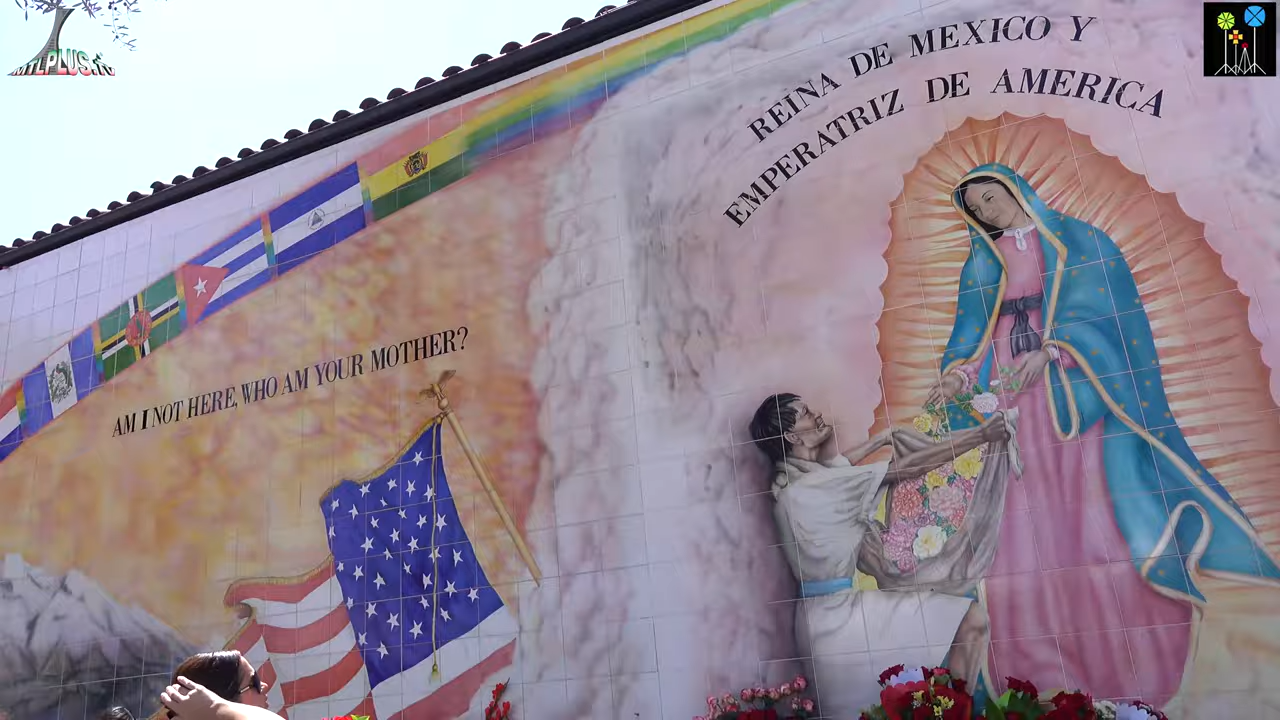 MTLPLUS.TV
REINA DE MEXICO Y
EMPERATRIZ DE AMERICA
AM I NOT HERE, WHO AM YOUR MOTHER?